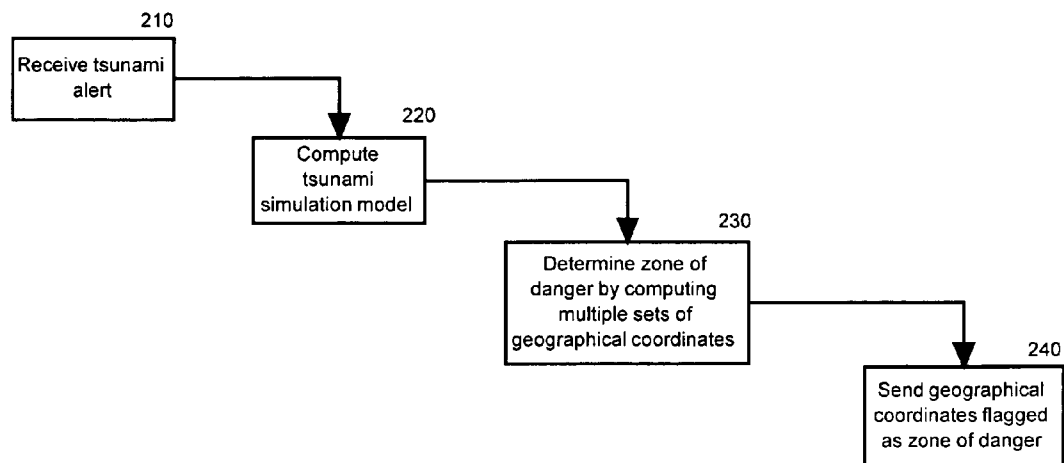 210
Receive tsunami
alert
220
Compute
tsunami
simulation model
230
Determine zone of
danger by computing
multiple sets of
geographical coordinates
240
Send geographical
coordinates flagged
as zone of danger